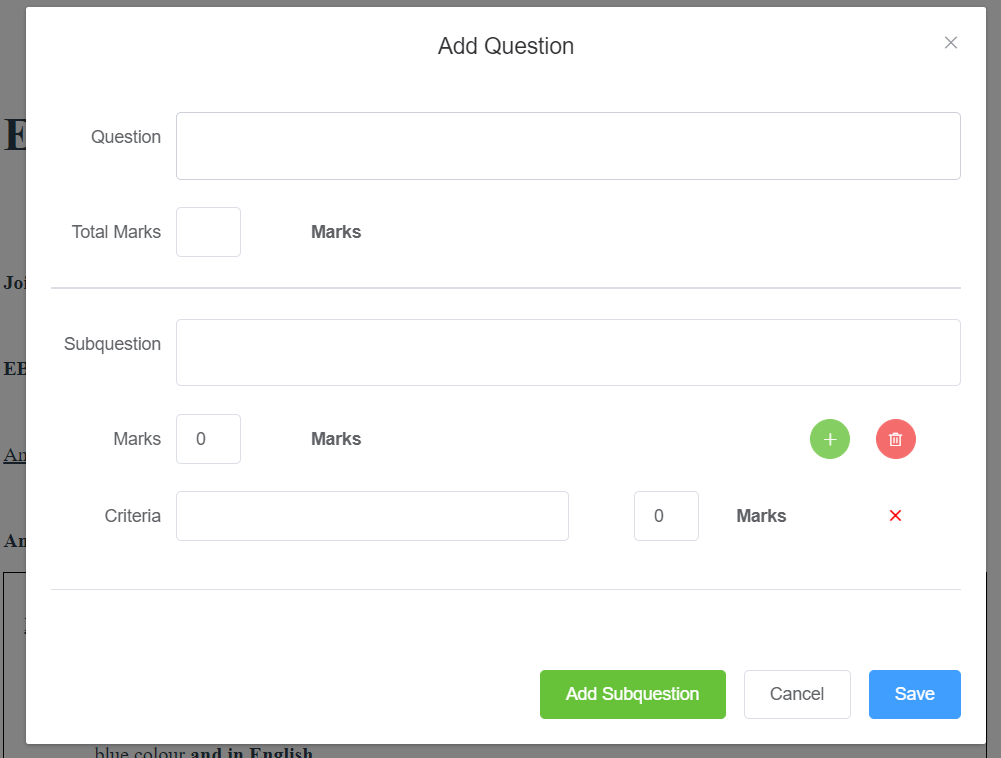 Add Question
Question
Total Marks Marks
Subquestion
Marks 0 Marks
Criteria 0 Marks
Add Subquestion Cancel Save
E
Joi
EB
An
An
blue colour and in English